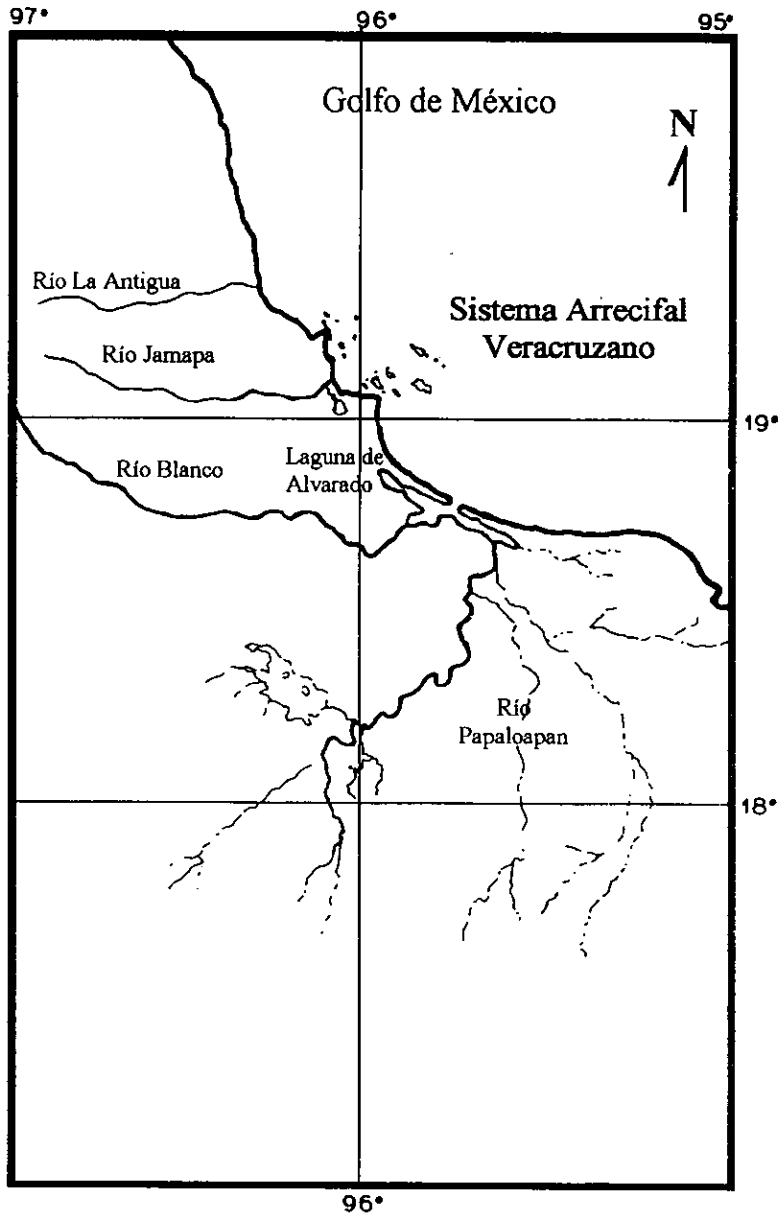 97° 96° 95°
Golfo de México
N
Río La Antigua
Sistema Arrecifal
Veracruzano
Río Jamapa
19°
Río Blanco
Laguna de
Alvarado
Río
Papaloapan
18°
96°